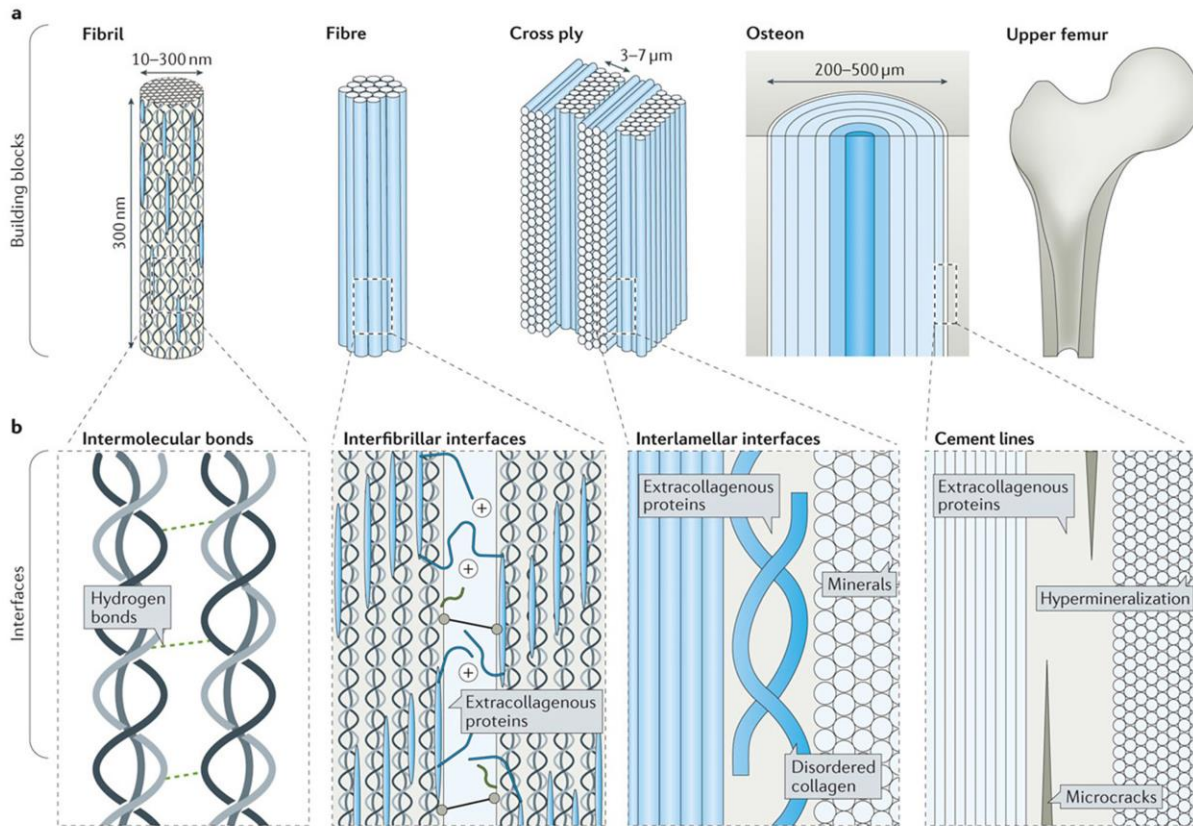 a
Fibril
Fibre
Cross ply
Osteon
Upper femur
10–300 nm
3–7 μm
200–500 μm
300 nm
Building blocks
b
Intermolecular bonds
Interfibrillar interfaces
Interlamellar interfaces
Cement lines
Interfaces
Hydrogen
bonds
+
+
+
Extracollagenous
proteins
Extracollagenous
proteins
Minerals
Disordered
collagen
Extracollagenous
proteins
Hypermineralization
Microcracks